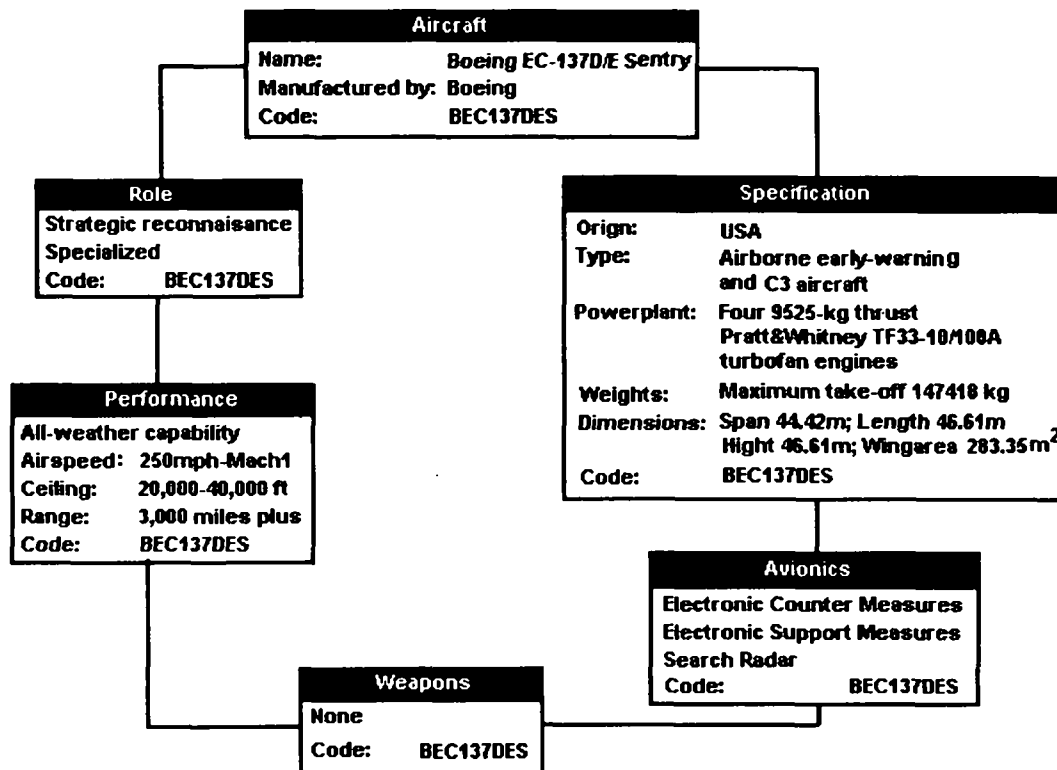 Aircraft
Name: Boeing EC-137D/E Sentry
Manufactured by: Boeing
Code: BEC137DES
Role
Strategic reconnaisance
Specialized
Code: BEC137DES
Specification
Orign: USA
Type: Airborne early-warning
and C3 aircraft
Powerplant: Four 9525-kg thrust
Pratt&Whitney TF33-10/100A
turbofan engines
Weights: Maximum take-off 147418 kg
Dimensions: Span 44.42m; Length 46.61m
Hight 46.61m; Wingarea 283.35m²
Code: BEC137DES
Performance
All-weather capability
Airspeed: 250mph-Mach1
Ceiling: 20,000-40,000 ft
Range: 3,000 miles plus
Code: BEC137DES
Avionics
Electronic Counter Measures
Electronic Support Measures
Search Radar
Code: BEC137DES
Weapons
None
Code: BEC137DES